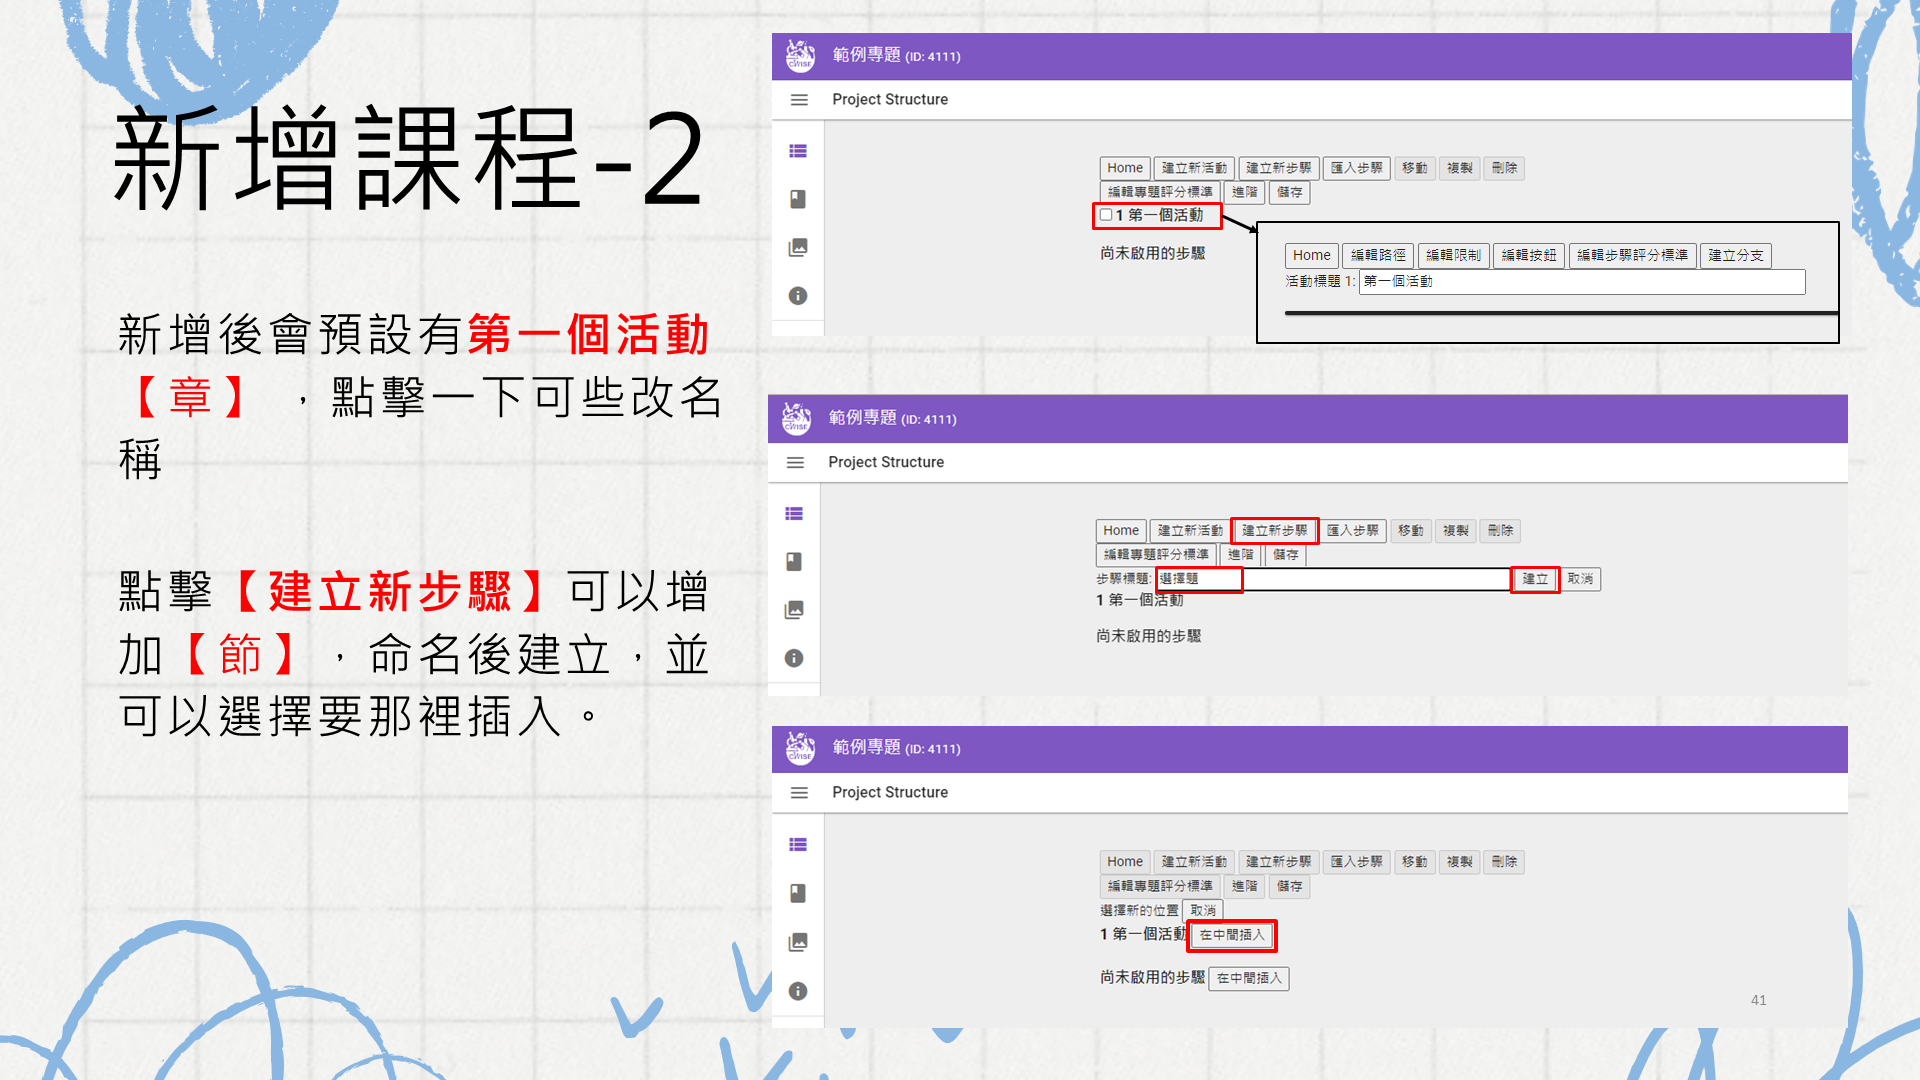 新增課程-2
新增後會預設有第一個活動
【章】，點擊一下可些改名
稱
點擊【建立新步驟】可以增
加【節】，命名後建立，並
可以選擇要那裡插入。
CWISE
範例專題 (ID: 4111)
Project Structure
Home 建立新活動 建立新步驟 匯入步驟 移動 複製 刪除
編輯專題評分標準 進階 儲存
1 第一個活動
尚未啟用的步驟
Home 編輯路徑 編輯限制 編輯按鈕 編輯步驟評分標準 建立分支
活動標題 1: 第一個活動
CWISE
範例專題 (ID: 4111)
Project Structure
Home 建立新活動 建立新步驟 匯入步驟 移動 複製 刪除
編輯專題評分標準 進階 儲存
步驟標題: 選擇題 建立 取消
1 第一個活動
尚未啟用的步驟
CWISE
範例專題 (ID: 4111)
Project Structure
Home 建立新活動 建立新步驟 匯入步驟 移動 複製 刪除
編輯專題評分標準 進階 儲存
選擇新的位置 取消
1 第一個活動 在中間插入
尚未啟用的步驟 在中間插入
41